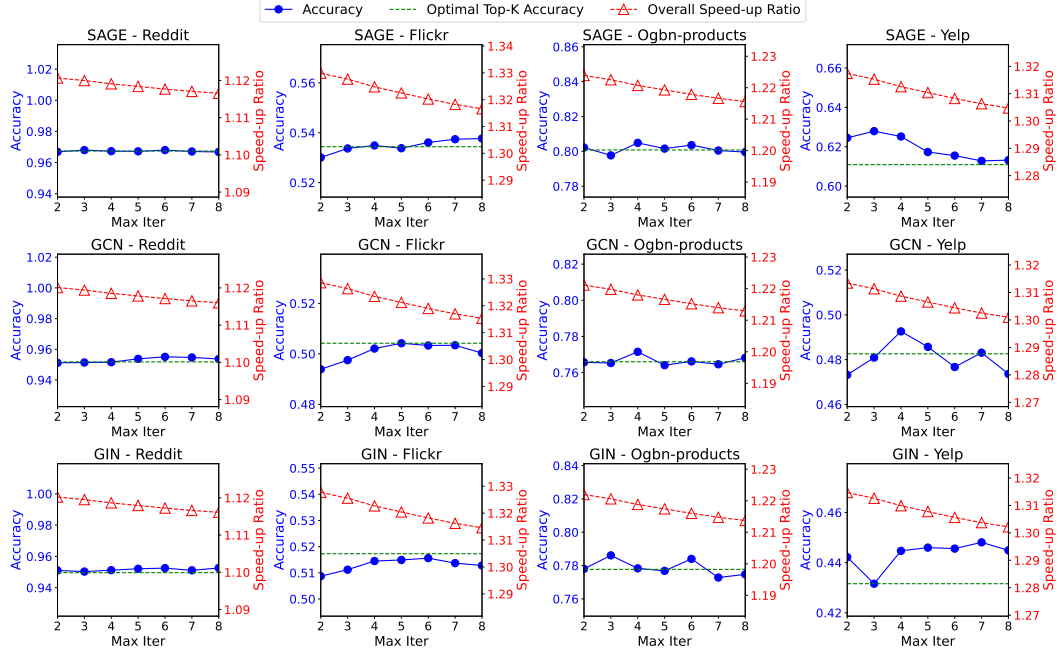 Accuracy Optimal Top-K Accuracy Overall Speed-up Ratio
SAGE - Reddit SAGE - Flickr SAGE - Ogbn-products SAGE - Yelp
Accuracy 1.02 1.00 0.98 0.96 0.94
2 3 4 5 6 7 8
Max Iter
1.12 1.11 1.10 1.09 Speed-up Ratio
Accuracy 0.54 0.52
2 3 4 5 6 7 8
Max Iter
1.34 1.33 1.32 1.31 1.30 1.29 Speed-up Ratio
Accuracy 0.86 0.84 0.82 0.80 0.78
2 3 4 5 6 7 8
Max Iter
1.23 1.22 1.21 1.20 1.19 Speed-up Ratio
Accuracy 0.66 0.64 0.62 0.60
2 3 4 5 6 7 8
Max Iter
1.32 1.31 1.30 1.29 1.28 Speed-up Ratio
GCN - Reddit GCN - Flickr GCN - Ogbn-products GCN - Yelp
Accuracy 1.02 1.00 0.98 0.96 0.94
2 3 4 5 6 7 8
Max Iter
1.12 1.11 1.10 1.09 Speed-up Ratio
Accuracy 0.52 0.50 0.48
2 3 4 5 6 7 8
Max Iter
1.33 1.32 1.31 1.30 1.29 Speed-up Ratio
Accuracy 0.82 0.80 0.78 0.76
2 3 4 5 6 7 8
Max Iter
1.23 1.22 1.21 1.20 1.19 Speed-up Ratio
Accuracy 0.52 0.50 0.48 0.46
2 3 4 5 6 7 8
Max Iter
1.32 1.31 1.30 1.29 1.28 1.27 Speed-up Ratio
GIN - Reddit GIN - Flickr GIN - Ogbn-products GIN - Yelp
Accuracy 1.00 0.98 0.96 0.94
2 3 4 5 6 7 8
Max Iter
1.12 1.11 1.10 1.09 Speed-up Ratio
Accuracy 0.55 0.54 0.53 0.52 0.51 0.50
2 3 4 5 6 7 8
Max Iter
1.33 1.32 1.31 1.30 1.29 Speed-up Ratio
Accuracy 0.84 0.82 0.80 0.78 0.76
2 3 4 5 6 7 8
Max Iter
1.23 1.22 1.21 1.20 1.19 Speed-up Ratio
Accuracy 0.46 0.44 0.42
2 3 4 5 6 7 8
Max Iter
1.32 1.31 1.30 1.29 1.28 1.27 Speed-up Ratio